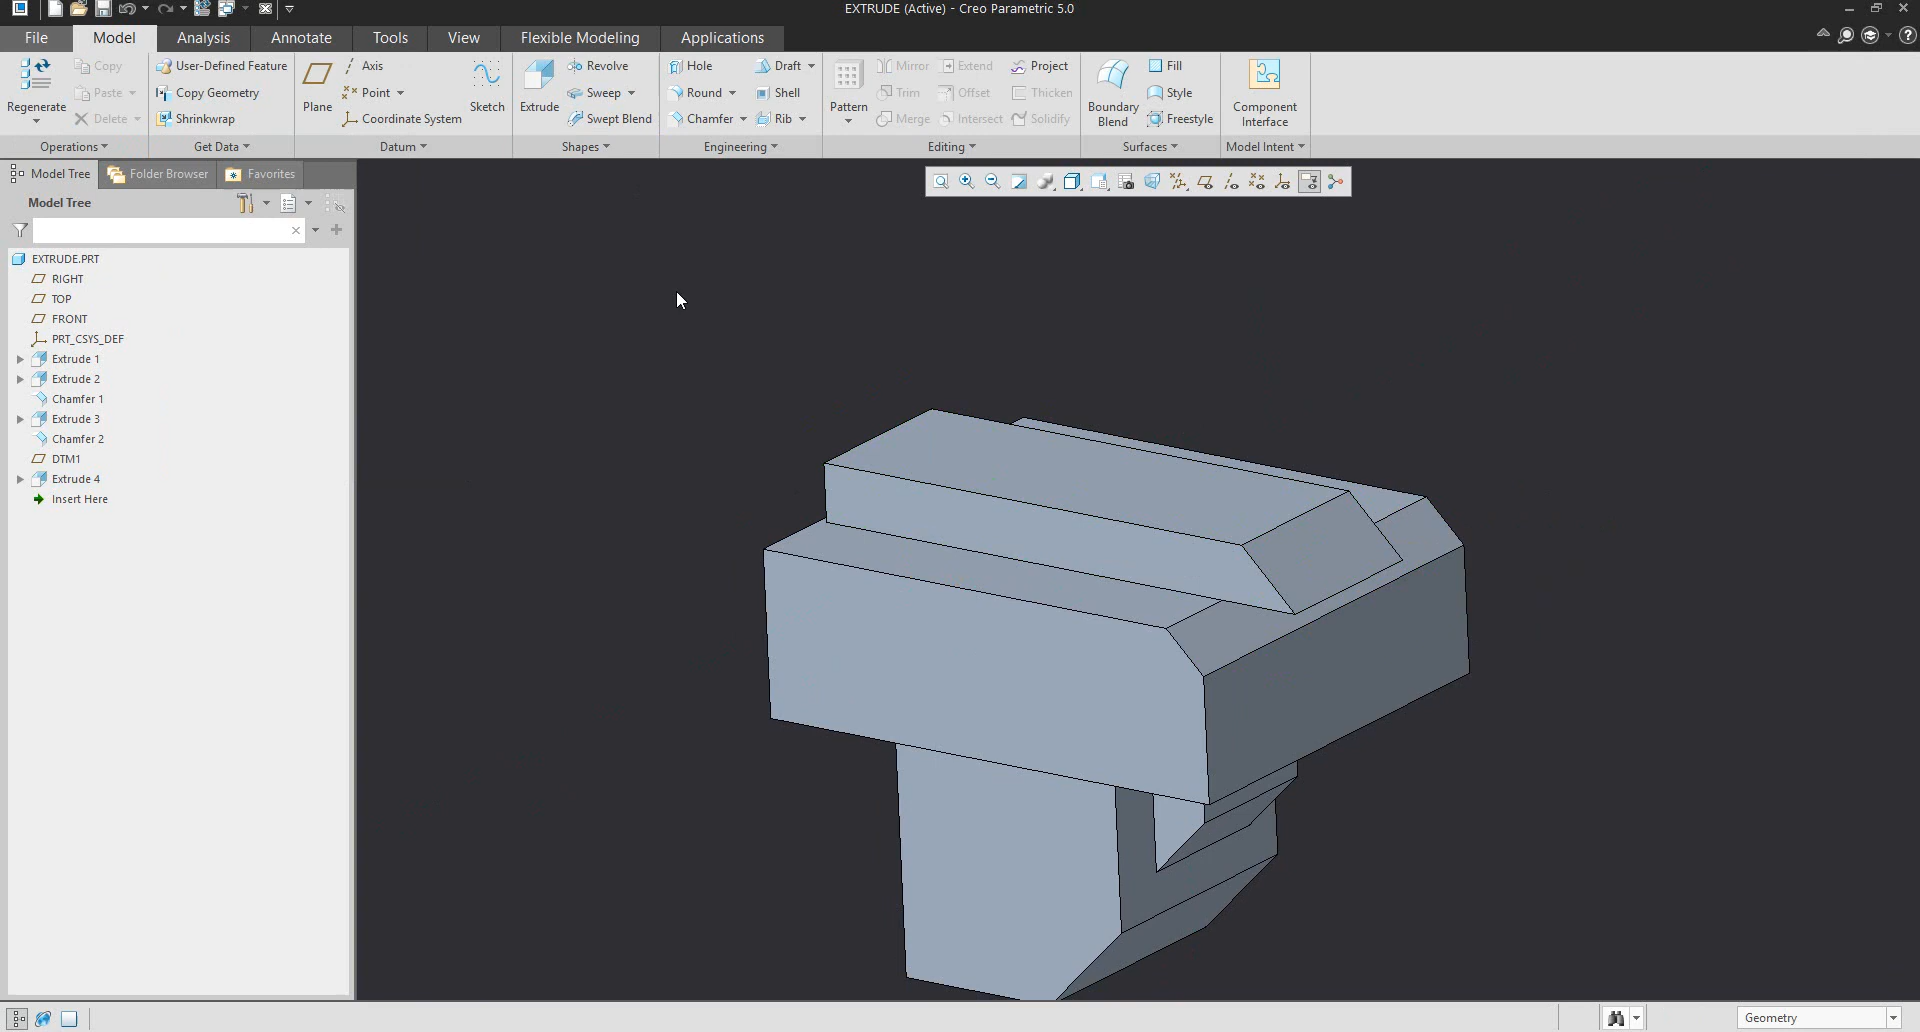 EXTRUDE (Active) - Creo Parametric 5.0
File Model Analysis Annotate Tools View Flexible Modeling Applications
Regenerate
Copy
Paste
Delete
Operations
User-Defined Feature
Copy Geometry
Shrinkwrap
Get Data
Plane
Axis
Point
Coordinate System
Sketch
Datum
Extrude
Revolve
Sweep
Swept Blend
Shapes
Hole
Round
Chamfer
Draft
Shell
Rib
Engineering
Pattern
Mirror
Trim
Merge
Extend
Offset
Intersect
Project
Thicken
Solidify
Editing
Boundary
Blend
Fill
Style
Freestyle
Surfaces
Component
Interface
Model Intent
Model Tree Folder Browser Favorites
Model Tree
EXTRUDE.PRT
RIGHT
TOP
FRONT
PRT_CSYS_DEF
Extrude 1
Extrude 2
Chamfer 1
Extrude 3
Chamfer 2
DTM1
Extrude 4
Insert Here
Geometry